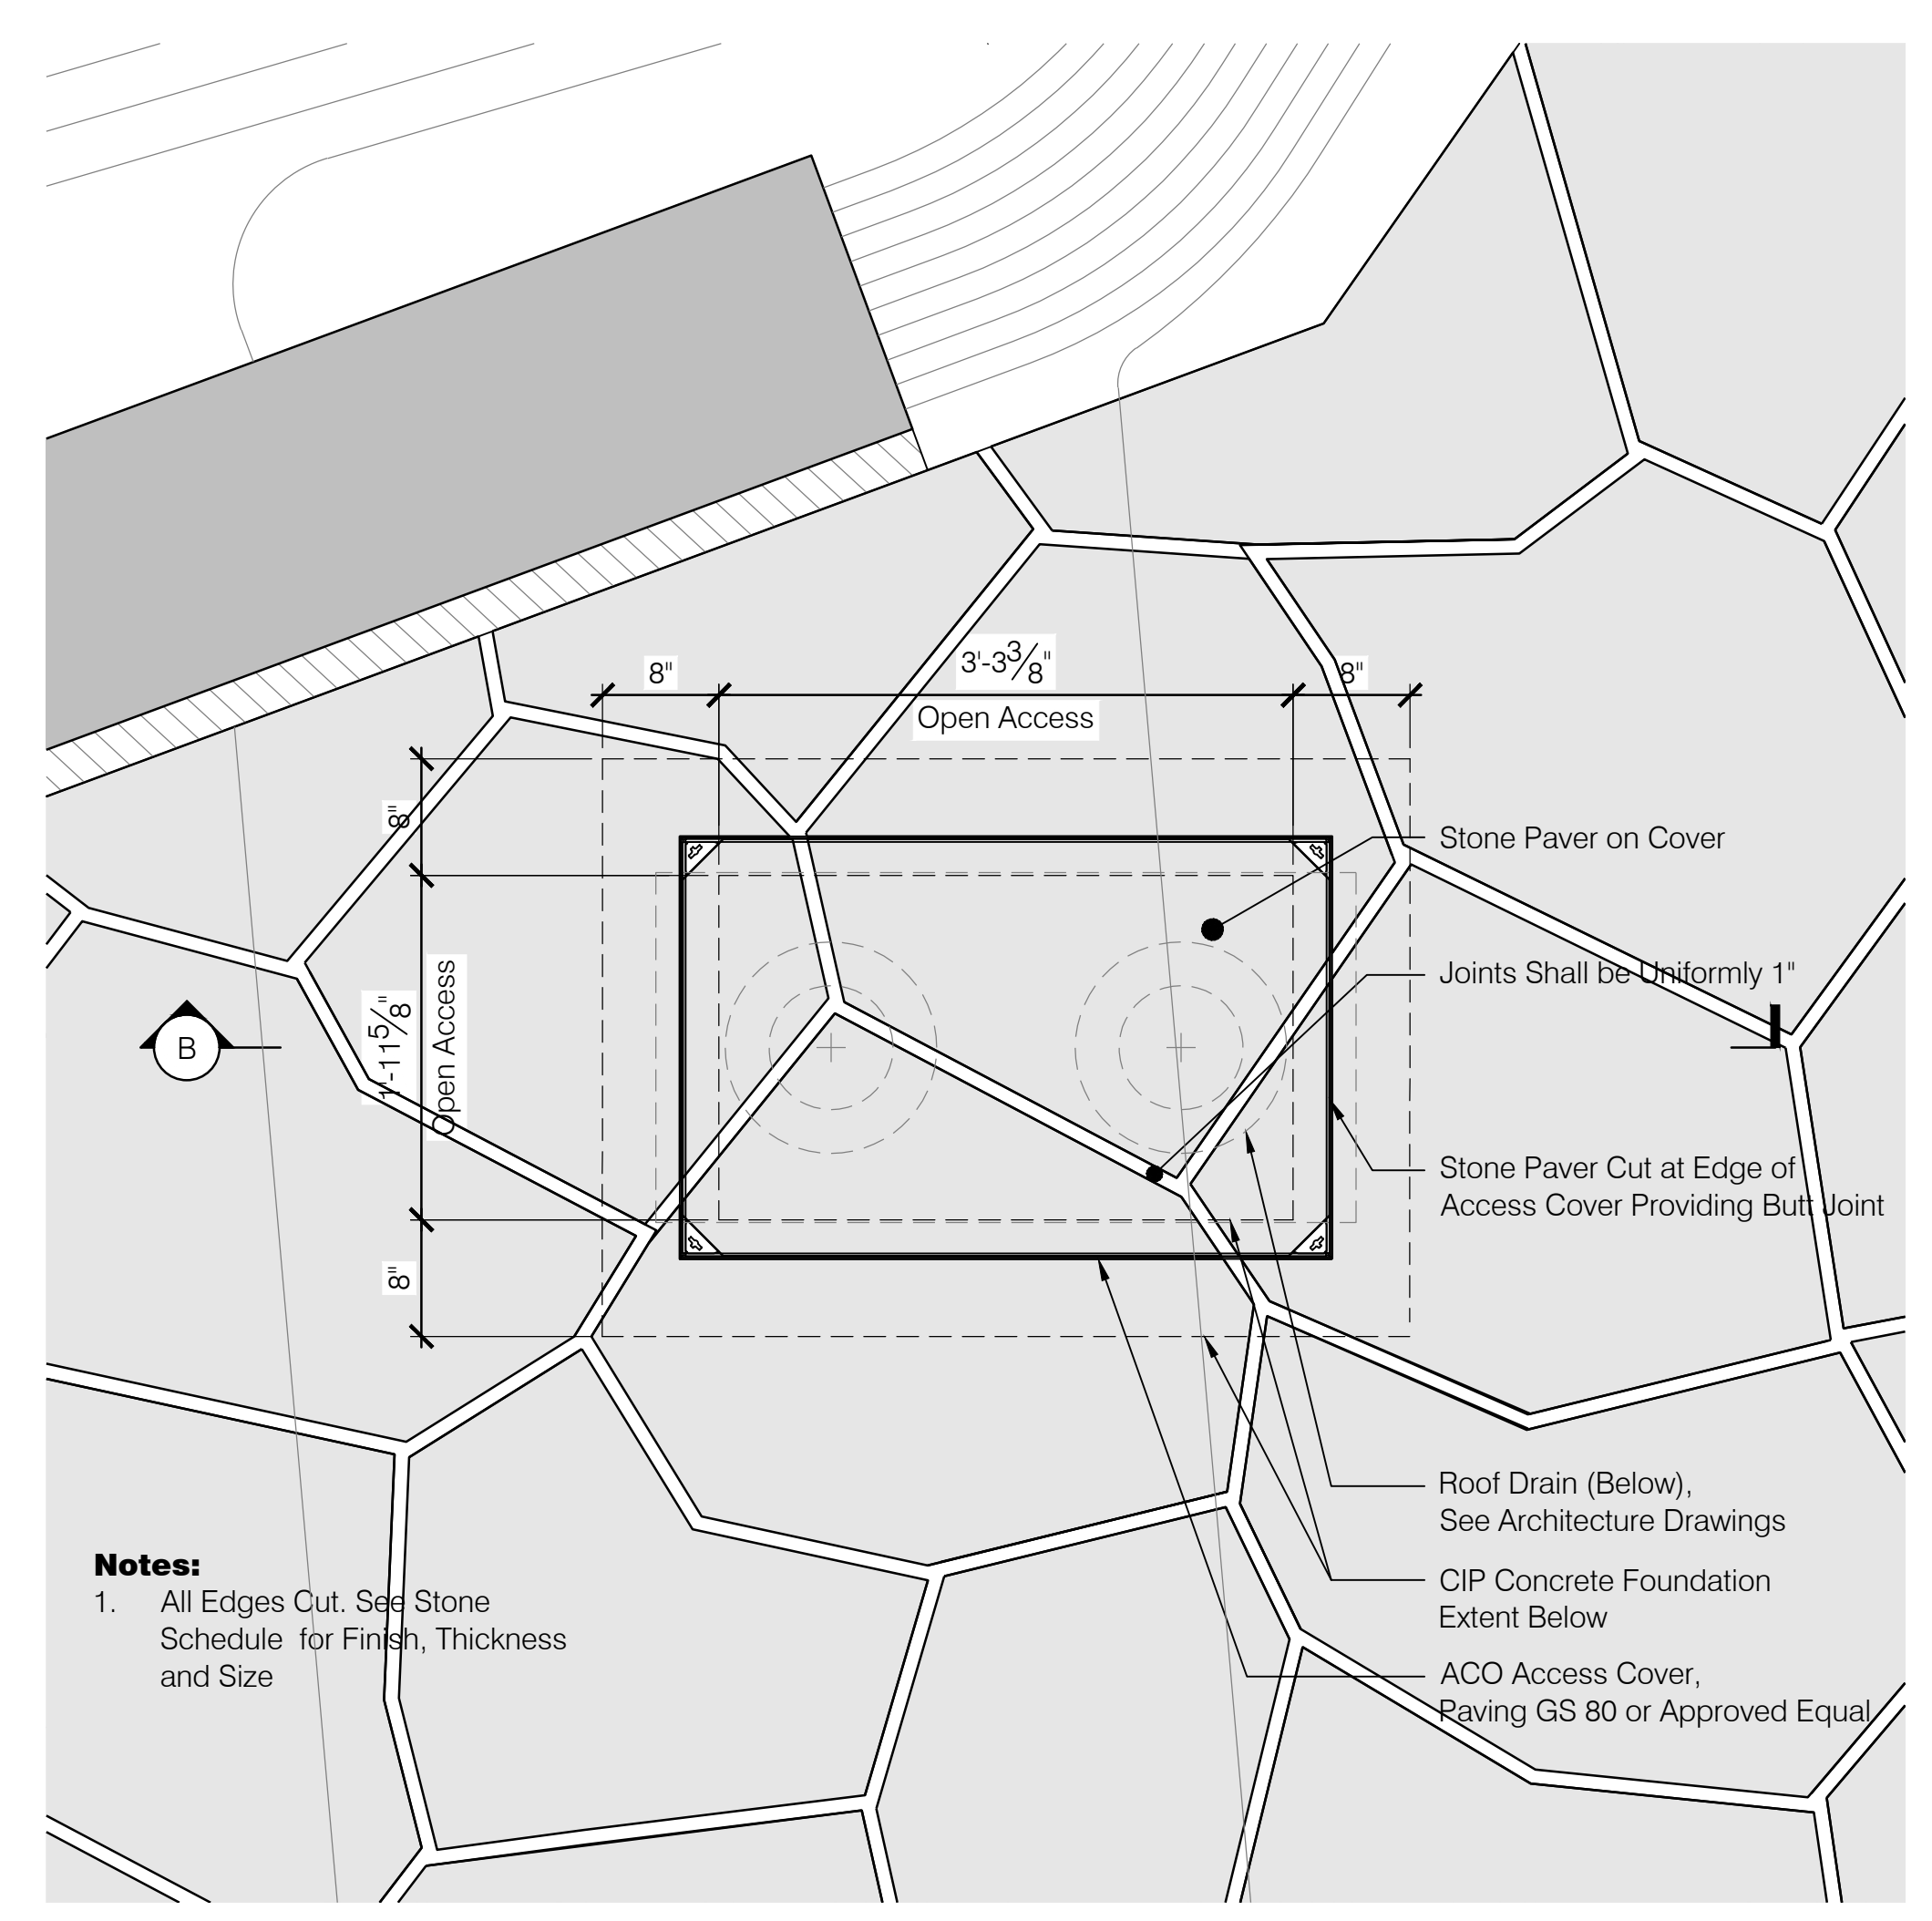 8"
3'-3 3/8"
8"
Open Access
8"
Stone Paver on Cover
Joints Shall be Uniformly 1"
1'-11 5/8"
Open Access
B
Stone Paver Cut at Edge of
Access Cover Providing Butt Joint
8"
Roof Drain (Below),
See Architecture Drawings
CIP Concrete Foundation
Extent Below
ACO Access Cover,
Paving GS 80 or Approved Equal
Notes:
1. All Edges Cut. See Stone
Schedule for Finish, Thickness
and Size